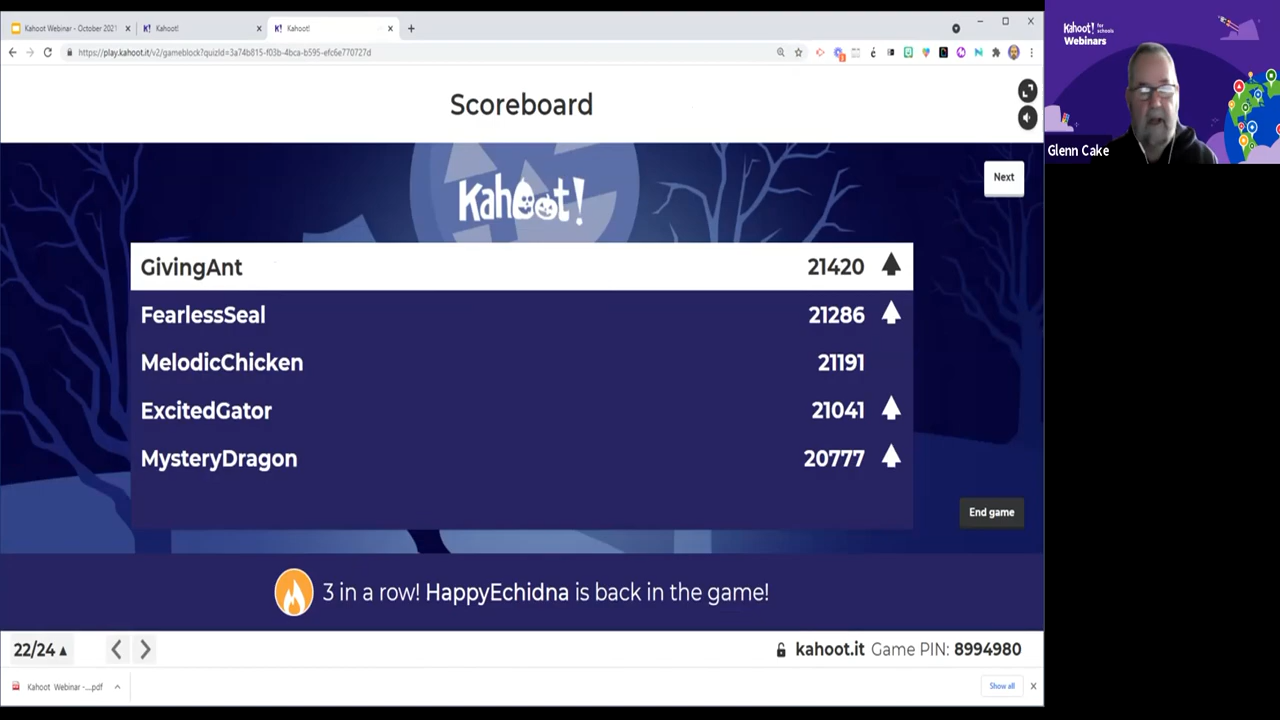 Kahoot Webinar - October 2021
Kahoot!
Kahoot!
https://play.kahoot.it/v2/gameblock?quizId=3a74b815-f03b-4bca-b595-efc6e770727d
Kahoot! for schools
Webinars
Glenn Cake
Scoreboard
Next
Kahoot!
GivingAnt 21420
FearlessSeal 21286
MelodicChicken 21191
ExcitedGator 21041
MysteryDragon 20777
End game
3 in a row! HappyEchidna is back in the game!
22/24
kahoot.it Game PIN: 8994980
Kahoot Webinar -....pdf
Show all